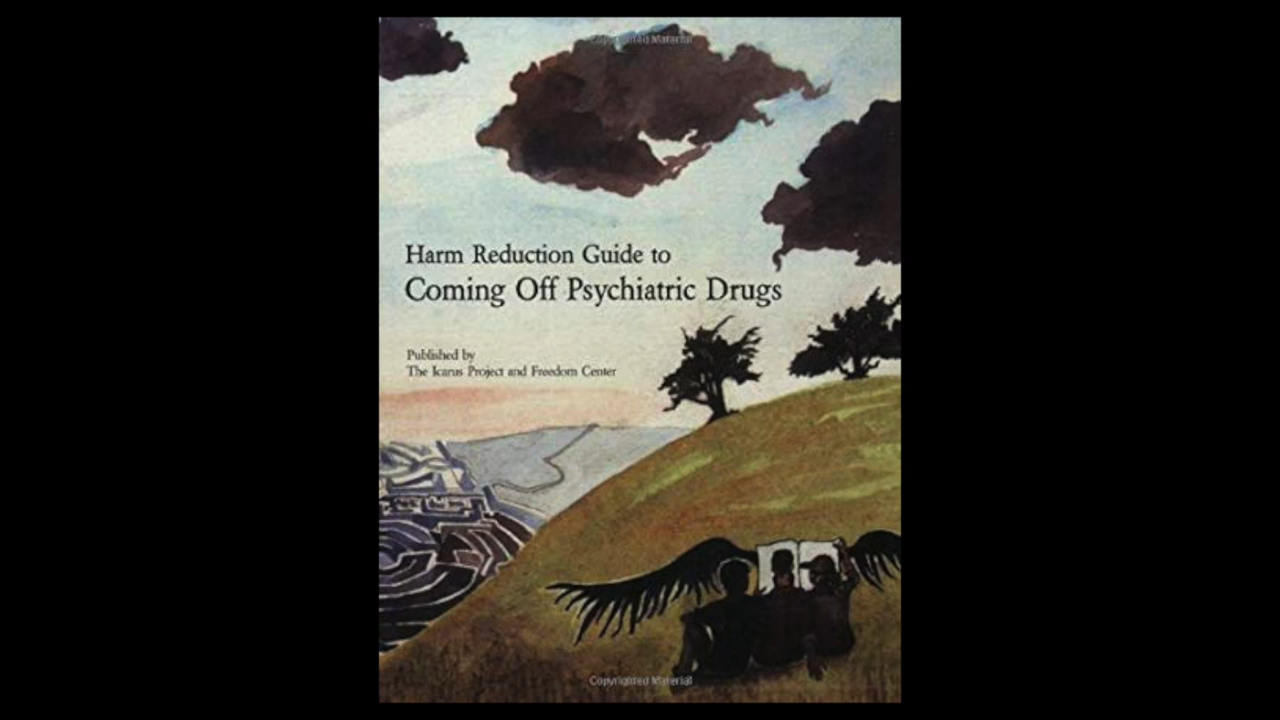 Copyrighted Material
Harm Reduction Guide to
Coming Off Psychiatric Drugs
Published by
The Icarus Project and Freedom Center
Copyrighted Material